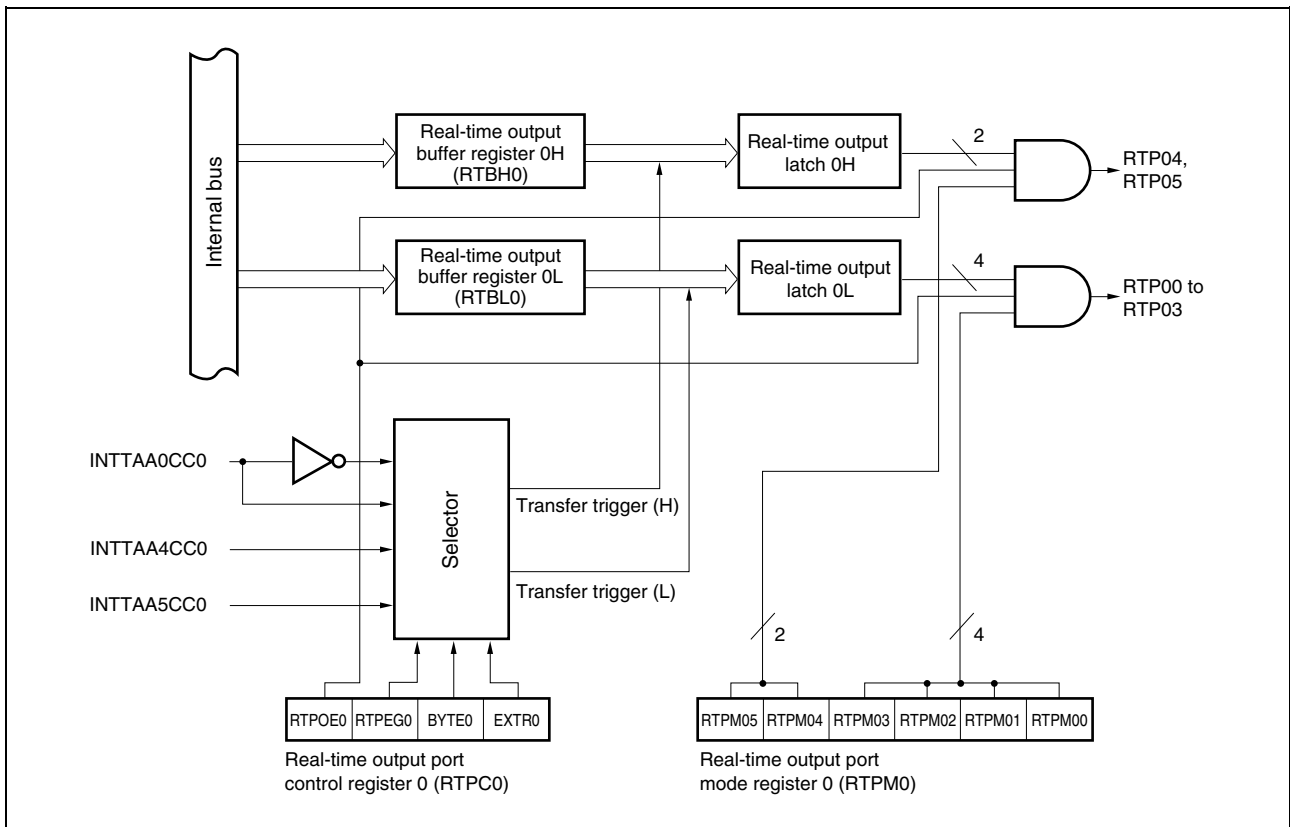 Internal bus
Real-time output
buffer register 0H
(RTBH0)
Real-time output
latch 0H
2
RTP04,
RTP05
Real-time output
buffer register 0L
(RTBL0)
Real-time output
latch 0L
4
RTP00 to
RTP03
INTTAA0CC0
INTTAA4CC0
INTTAA5CC0
Selector
Transfer trigger (H)
Transfer trigger (L)
2
4
RTPOE0 RTPEG0 BYTE0 EXTR0
Real-time output port
control register 0 (RTPC0)
RTPM05 RTPM04 RTPM03 RTPM02 RTPM01 RTPM00
Real-time output port
mode register 0 (RTPM0)